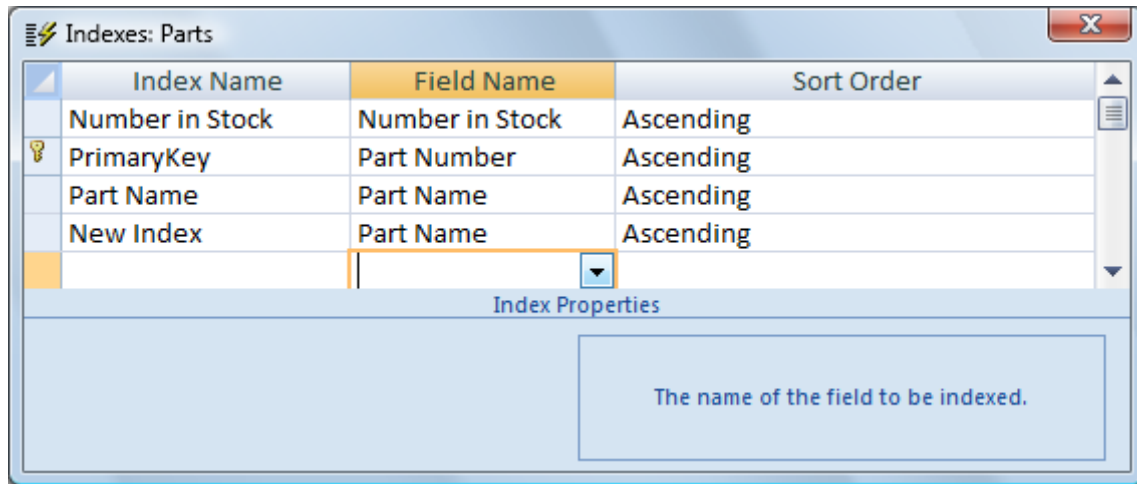 Indexes: Parts
Index Name Field Name Sort Order
Number in Stock Number in Stock Ascending
PrimaryKey Part Number Ascending
Part Name Part Name Ascending
New Index Part Name Ascending
Index Properties
The name of the field to be indexed.